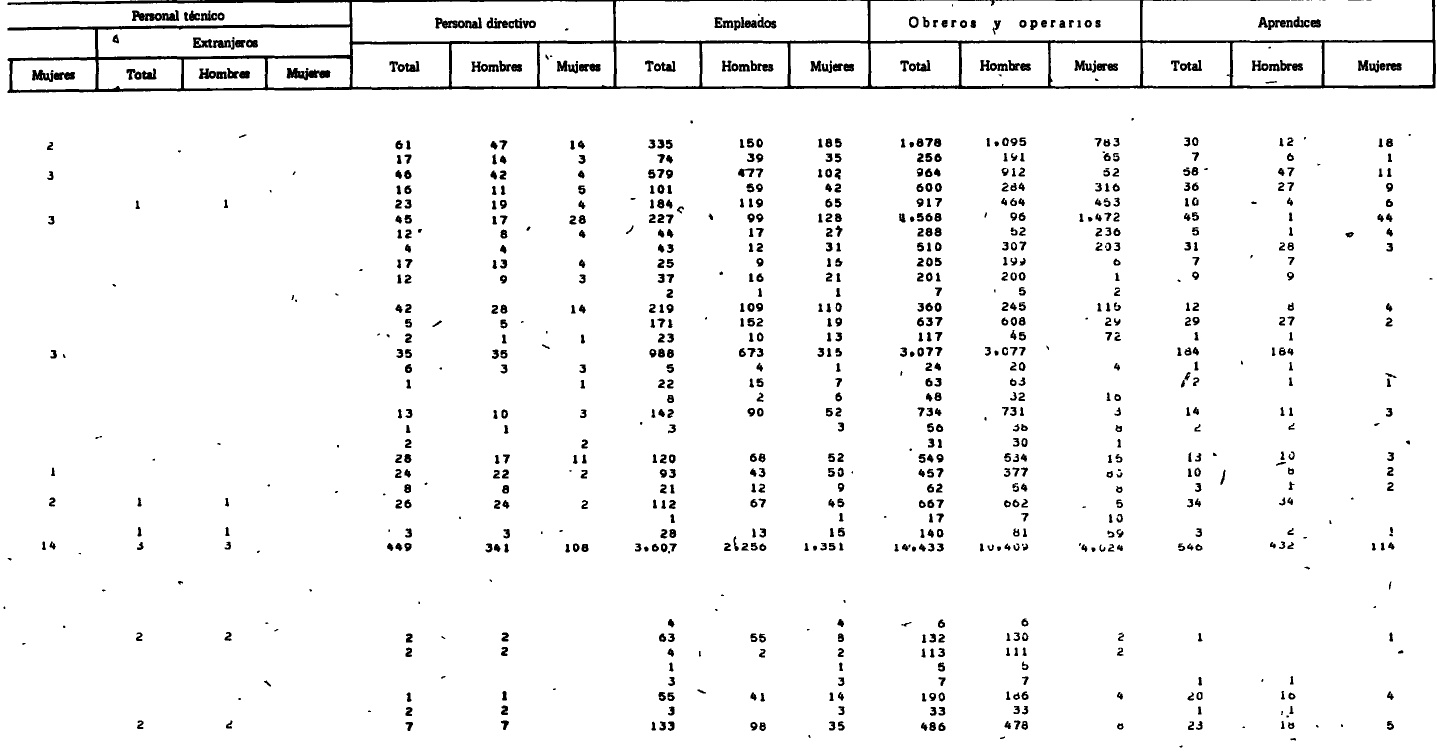 Personal técnico Personal directivo Empleados Obreros y operarios Aprendices
Extranjeros
Mujeres Total Hombres Mujeres Total Hombres Mujeres Total Hombres Mujeres Total Hombres Mujeres Total Hombres Mujeres
2 61 47 14 335 150 185 1.878 1.095 783 30 12 18
17 14 3 74 39 35 256 191 65 7 6 1
3 46 42 4 579 477 102 964 912 52 58 47 11
16 11 5 101 59 42 600 284 316 36 27 9
1 1 23 19 4 184 119 65 917 464 453 10 4 6
3 45 17 28 227 99 128 96 1.472 45 1 44
12 8 4 44 17 27 288 52 236 5 1 4
4 4 43 12 31 510 307 203 31 28 3
17 13 4 25 9 16 205 199 6 7 7
12 9 3 37 16 21 201 200 1 9 9
2 1 1 7 5 2
42 28 14 219 109 110 360 245 115 12 8 4
5 5 171 152 19 637 608 29 29 27 2
2 1 1 23 10 13 117 45 72 1 1
3 35 35 988 673 315 3.077 3.077 184 184
6 3 3 5 4 1 24 20 4 1 1
1 1 22 15 7 63 63 2 1 1
8 2 6 48 32 16
13 10 3 142 90 52 734 731 3 14 11 3
1 1 3 3 56 8 2 2
2 2 31 30 1
28 17 11 120 68 52 549 534 15 13 10 3
1 24 22 2 93 43 50 457 377 10 8 2
8 8 21 12 9 62 54 8 3 1 2
2 1 1 26 24 2 112 67 45 667 662 5 34 34
1 1 17 7 10
1 1 3 3 28 13 15 140 81 59 3 2 1
14 3 3 449 341 108 3.607 2.256 1.351 14.433 10.409 4.024 546 432 114
4 4 6 6
2 2 2 2 63 55 8 132 130 2 1 1
2 2 4 2 2 113 111 2
1 1 5 5
3 3 7 7 1 1
1 1 55 41 14 190 186 4 20 16 4
2 2 3 3 33 33 1 1
2 2 7 7 133 98 35 486 478 8 23 18 5